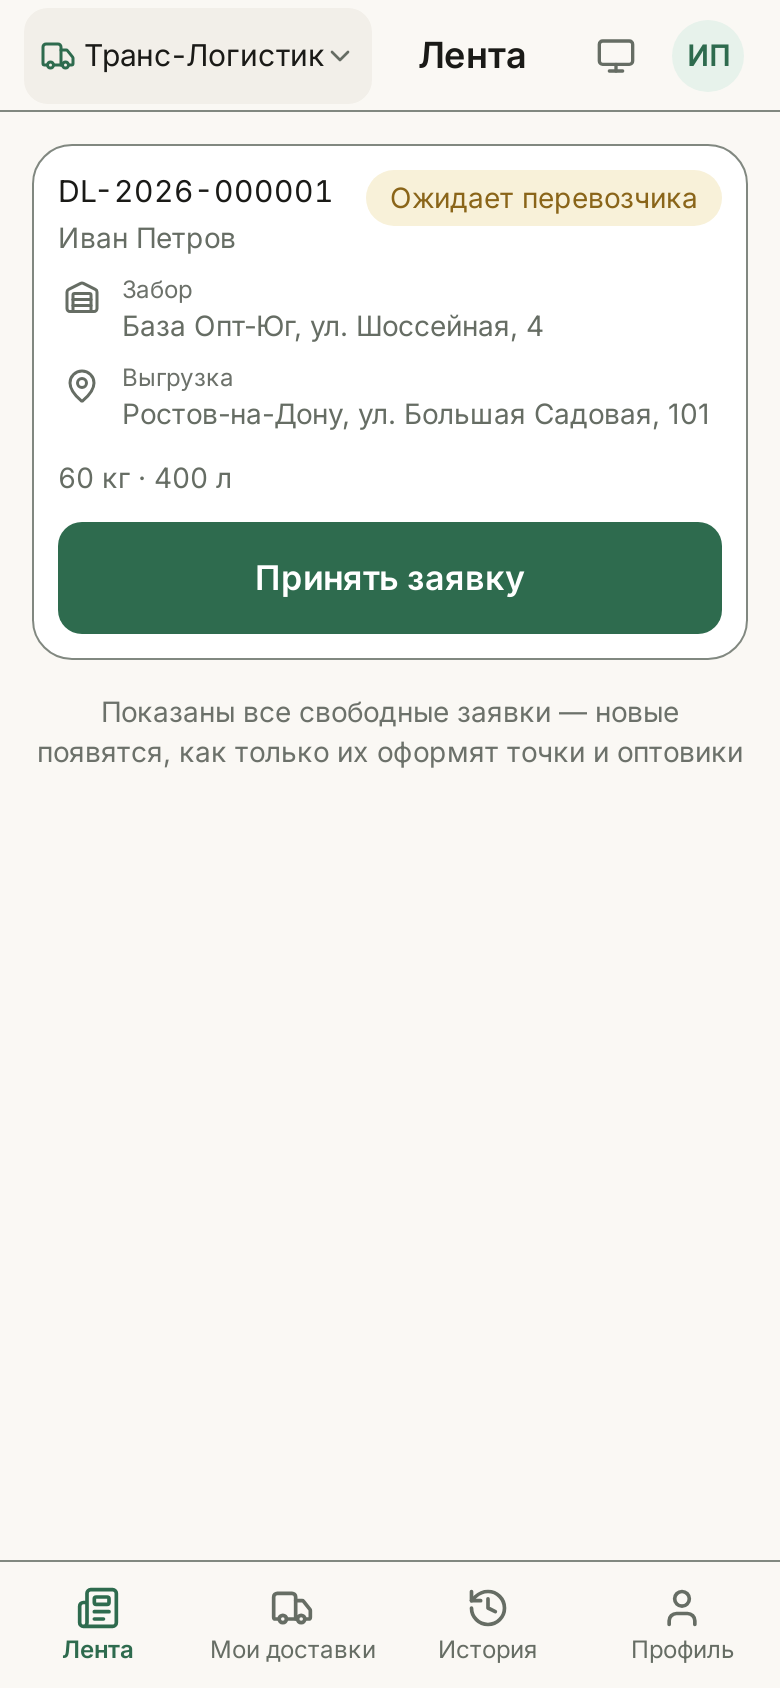 Транс-Логистик
Лента
ИП
DL-2026-000001
Ожидает перевозчика
Иван Петров
Забор
База Опт-Юг, ул. Шоссейная, 4
Выгрузка
Ростов-на-Дону, ул. Большая Садовая, 101
60 кг · 400 л
Принять заявку
Показаны все свободные заявки — новые
появятся, как только их оформят точки и оптовики
Лента
Мои доставки
История
Профиль